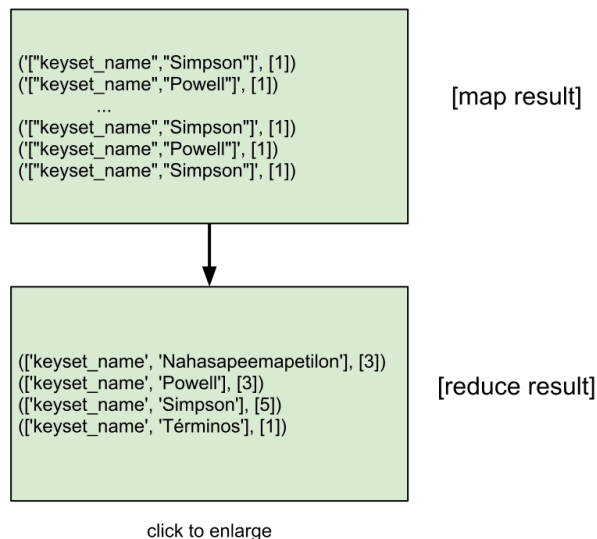 ('["keyset_name","Simpson"]', [1])
('["keyset_name","Powell"]', [1])
...
('["keyset_name","Simpson"]', [1])
('["keyset_name","Powell"]', [1])
('["keyset_name","Simpson"]', [1])
[map result]
(['keyset_name', 'Nahasapeemapetilon'], [3])
(['keyset_name', 'Powell'], [3])
(['keyset_name', 'Simpson'], [5])
(['keyset_name', 'Términos'], [1])
[reduce result]
click to enlarge